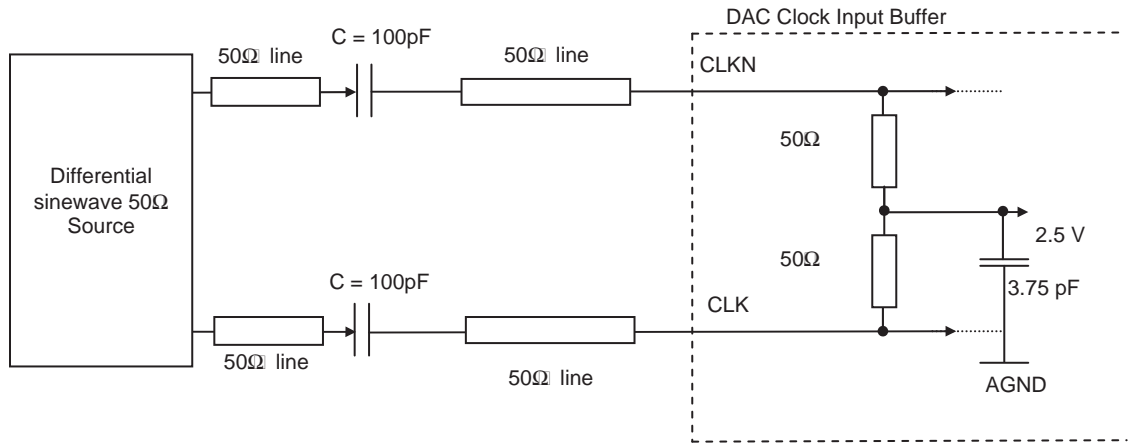 DAC Clock Input Buffer
C = 100pF
50Ω line
50Ω line
CLKN
50Ω
Differential
sinewave 50Ω
Source
2.5 V
50Ω
3.75 pF
C = 100pF
CLK
50Ω line
50Ω line
AGND